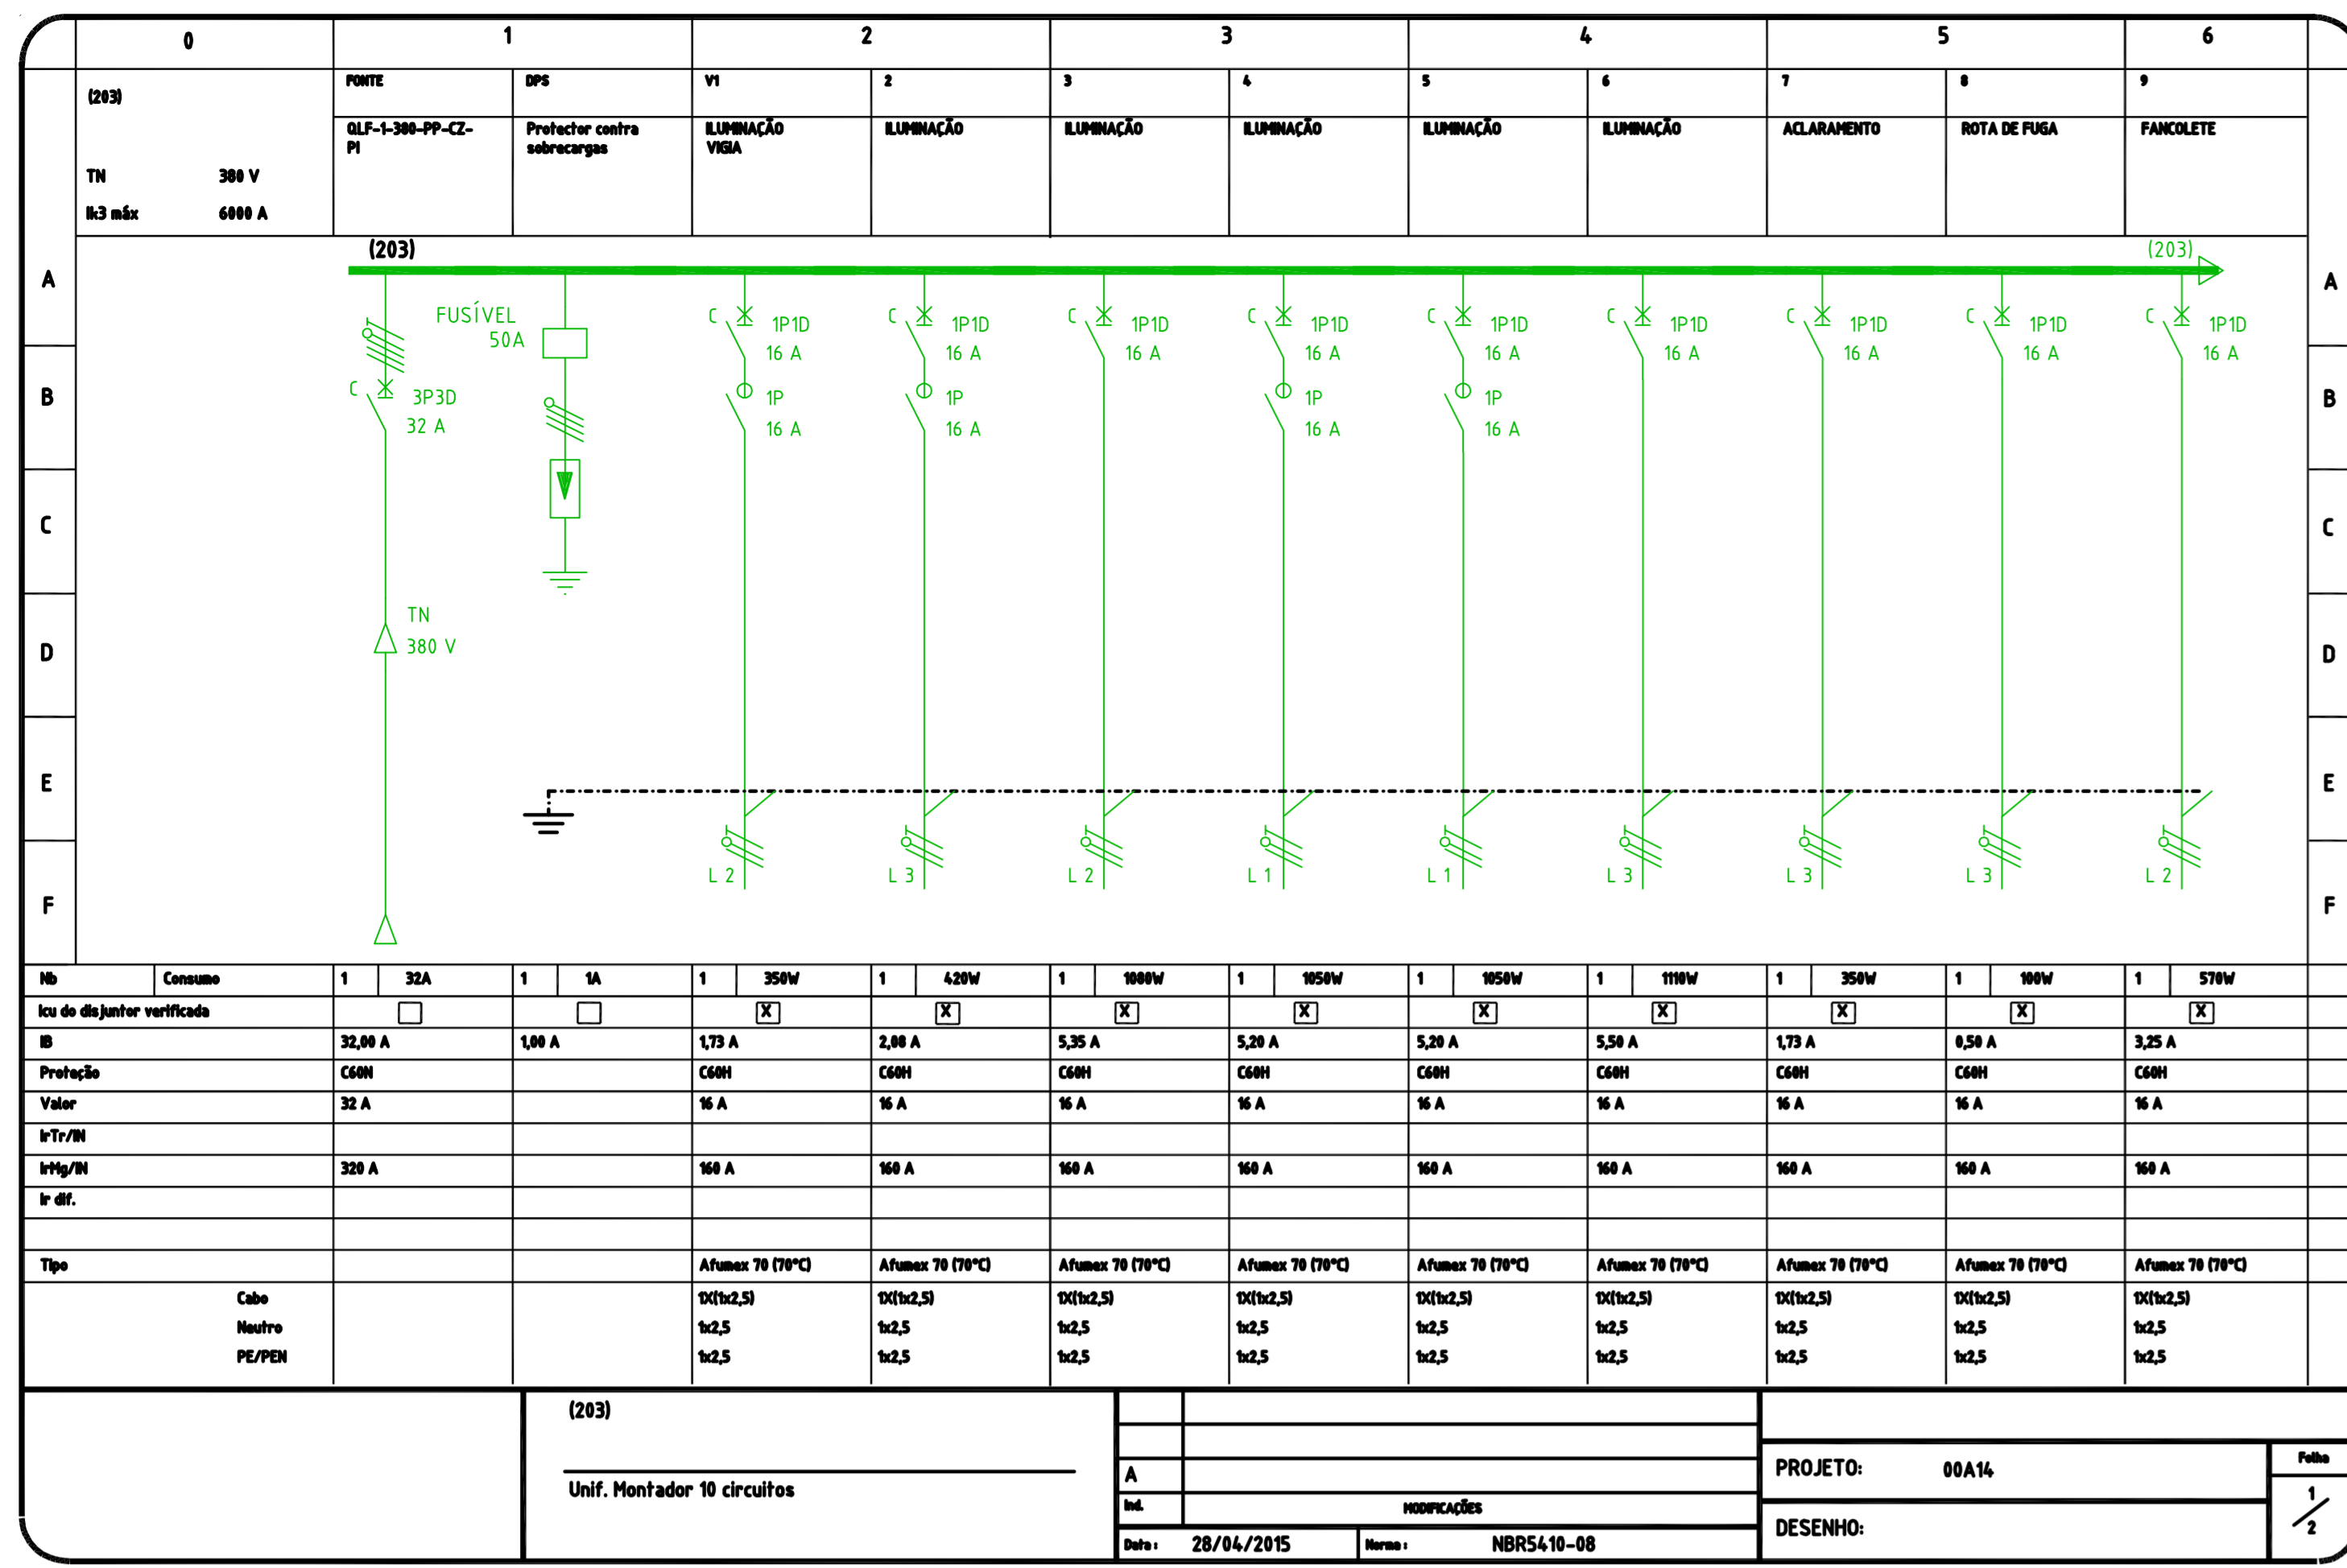 0 1 2 3 4 5 6
(203)
TN 380 V
Ik3 máx 6000 A
FONTE DPS V1 2 3 4 5 6 7 8 9
QLF-1-380-PP-CZ-
PI
Protector contra
sobrecargas
ILUMINAÇÃO
VIGIA
ILUMINAÇÃO ILUMINAÇÃO ILUMINAÇÃO ILUMINAÇÃO ILUMINAÇÃO ACLARAMENTO ROTA DE FUGA FANCOLETE
(203) (203)
A A
FUSÍVEL
50A
C 1P1D C 1P1D C 1P1D C 1P1D C 1P1D C 1P1D C 1P1D C 1P1D C 1P1D
16 A 16 A 16 A 16 A 16 A 16 A 16 A 16 A 16 A
B B
C 3P3D
32 A
1P 1P 1P 1P
16 A 16 A 16 A 16 A
C C
TN
380 V
D D
E E
L 2 L 3 L 2 L 1 L 1 L 3 L 3 L 3 L 2
F F
Nb Consumo 1 32A 1 1A 1 350W 1 420W 1 1080W 1 1050W 1 1050W 1 1110W 1 350W 1 100W 1 570W
Icu do disjuntor verificada X X X X X X X X X
IB 32,00 A 1,00 A 1,73 A 2,08 A 5,35 A 5,20 A 5,20 A 5,50 A 1,73 A 0,50 A 3,25 A
Proteção C60N C60H C60H C60H C60H C60H C60H C60H C60H C60H
Valor 32 A 16 A 16 A 16 A 16 A 16 A 16 A 16 A 16 A 16 A
IrTr/IN
IrMg/IN 320 A 160 A 160 A 160 A 160 A 160 A 160 A 160 A 160 A 160 A
Ir dif.
Tipo Afumex 70 (70°C) Afumex 70 (70°C) Afumex 70 (70°C) Afumex 70 (70°C) Afumex 70 (70°C) Afumex 70 (70°C) Afumex 70 (70°C) Afumex 70 (70°C) Afumex 70 (70°C)
Cabo 1X(1x2,5) 1X(1x2,5) 1X(1x2,5) 1X(1x2,5) 1X(1x2,5) 1X(1x2,5) 1X(1x2,5) 1X(1x2,5) 1X(1x2,5)
Neutro 1x2,5 1x2,5 1x2,5 1x2,5 1x2,5 1x2,5 1x2,5 1x2,5 1x2,5
PE/PEN 1x2,5 1x2,5 1x2,5 1x2,5 1x2,5 1x2,5 1x2,5 1x2,5 1x2,5
(203)
Unif. Montador 10 circuitos
A
Ind. MODIFICAÇÕES
Data : 28/04/2015 Norma : NBR5410-08
PROJETO: 00A14
DESENHO:
Folha
1
/
2